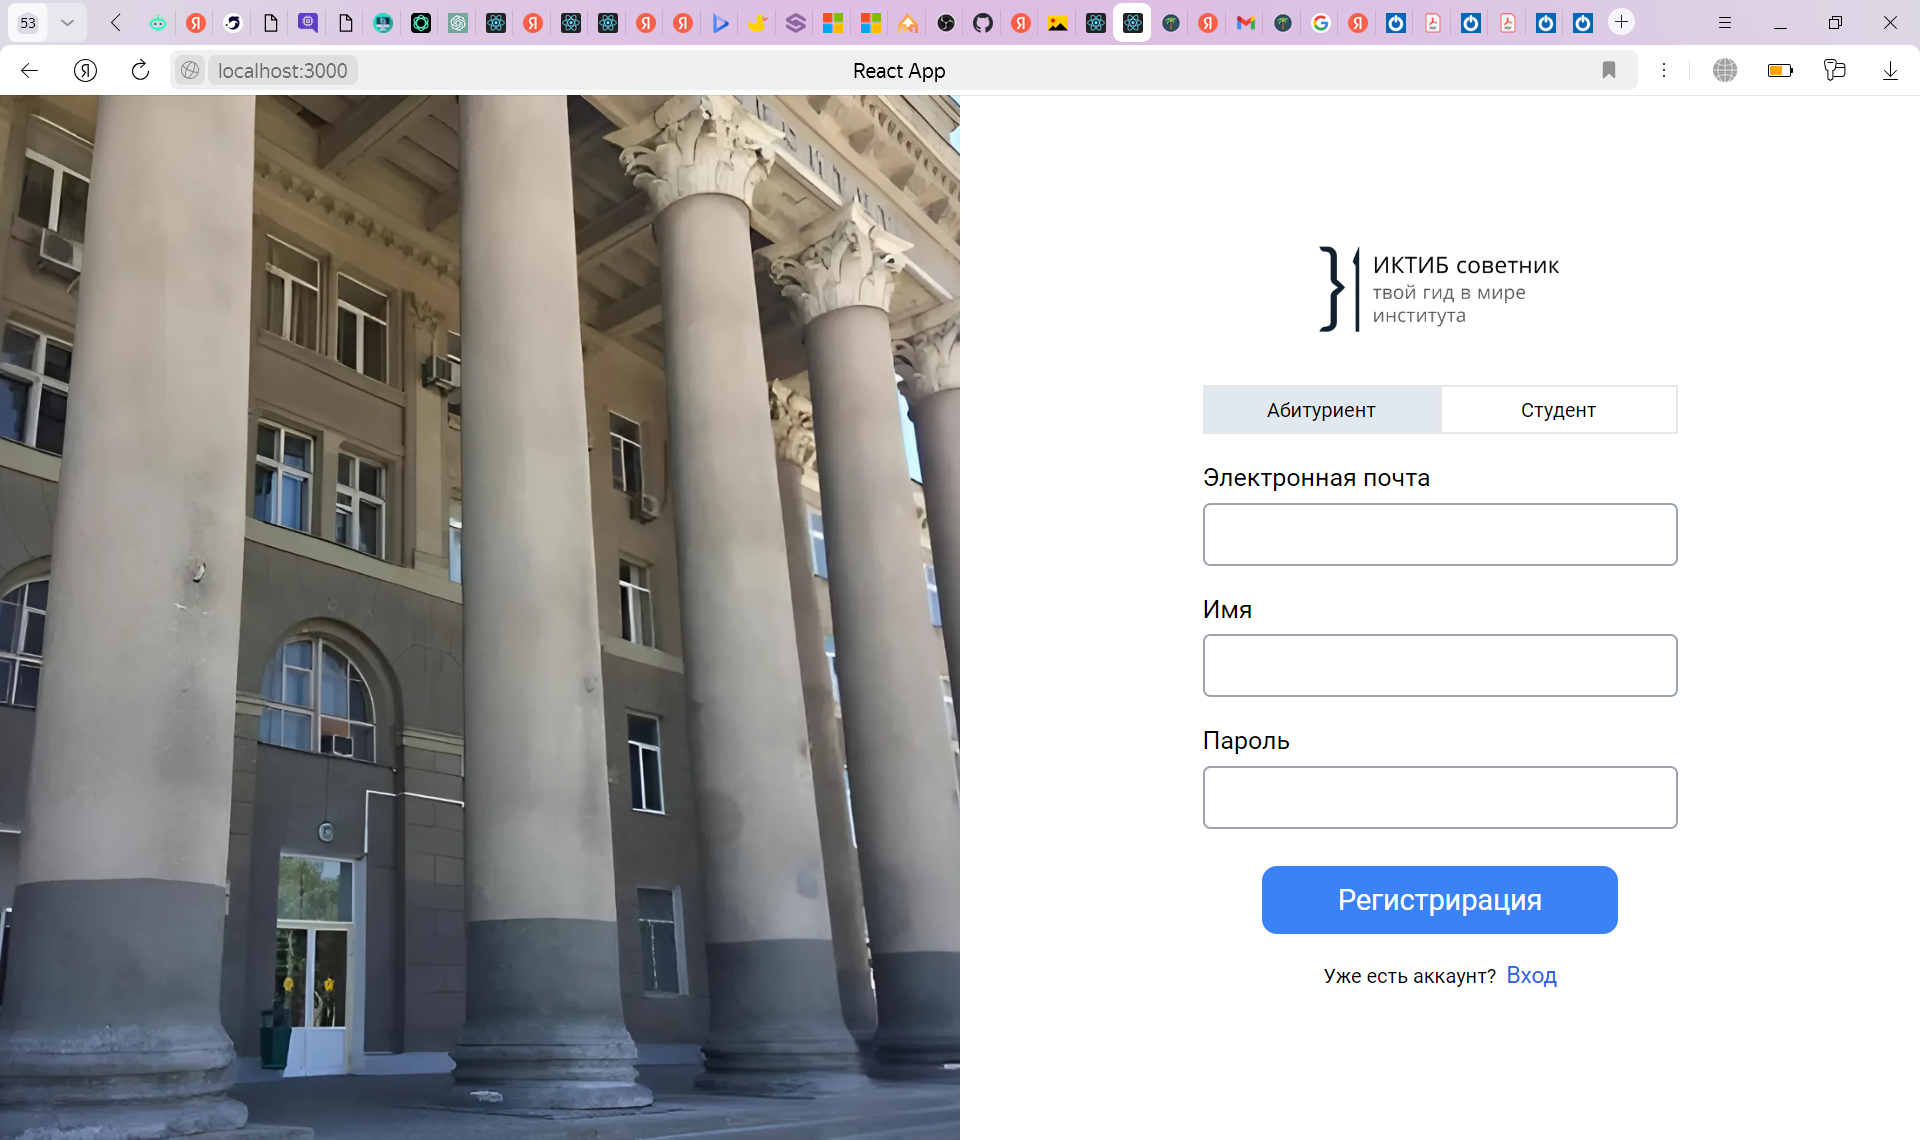 53
localhost:3000
React App
ИКТИБ советник
твой гид в мире
института
Абитуриент
Студент
Электронная почта
Имя
Пароль
Регистрирация
Уже есть аккаунт? Вход